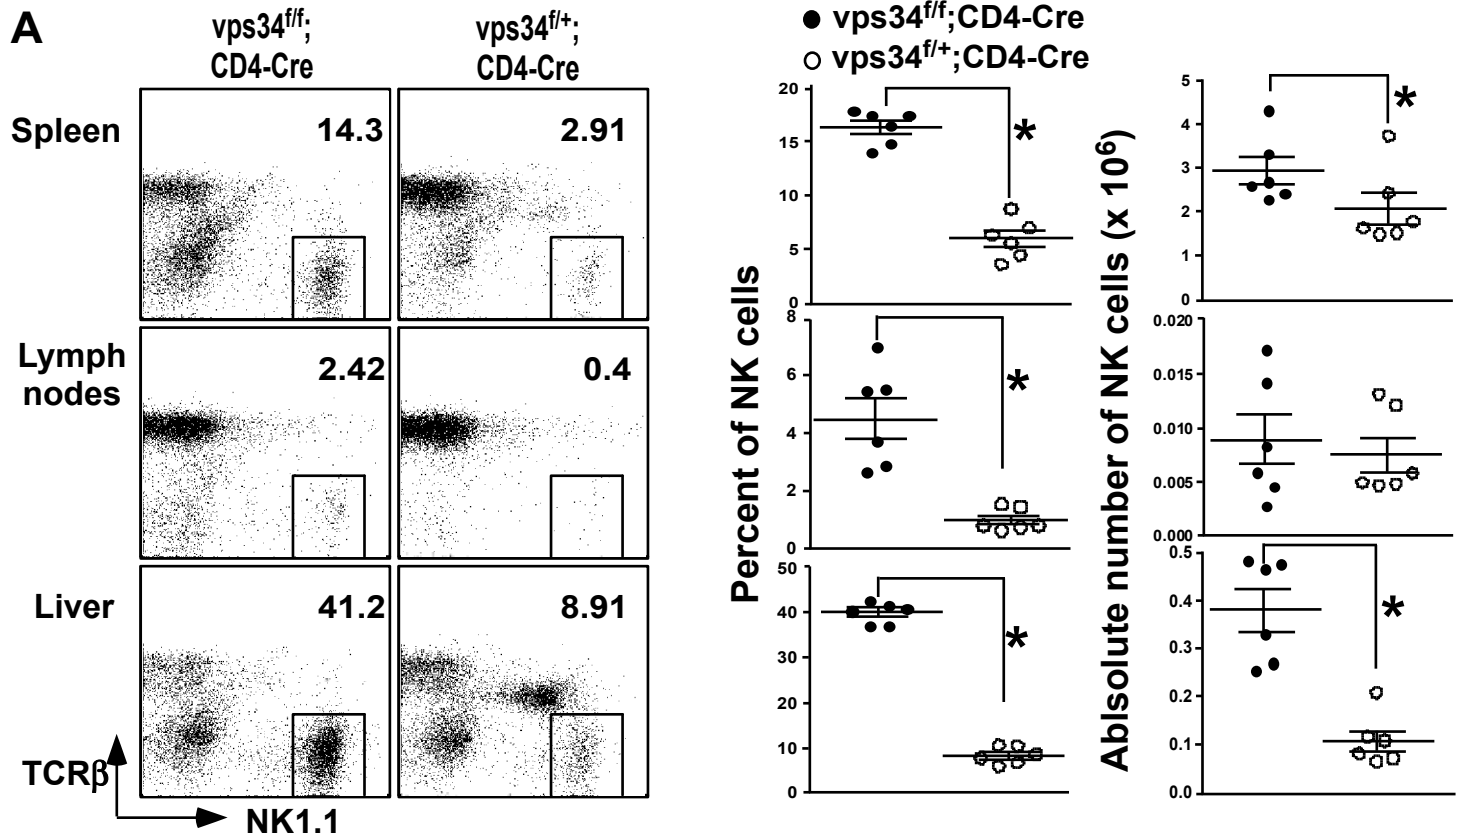 A
vps34f/f;
CD4-Cre
vps34f/+;
CD4-Cre
Spleen
14.3
2.91
Lymph
nodes
2.42
0.4
Liver
41.2
8.91
TCRβ
NK1.1
● vps34f/f;CD4-Cre
○ vps34f/+;CD4-Cre
Percent of NK cells
20
15
10
5
0
*
8
6
4
2
0
*
50
40
30
20
10
0
*
Ablsolute number of NK cells (x 10⁶)
5
4
3
2
1
0
*
0.020
0.015
0.010
0.005
0.000
0.5
0.4
0.3
0.2
0.1
0.0
*